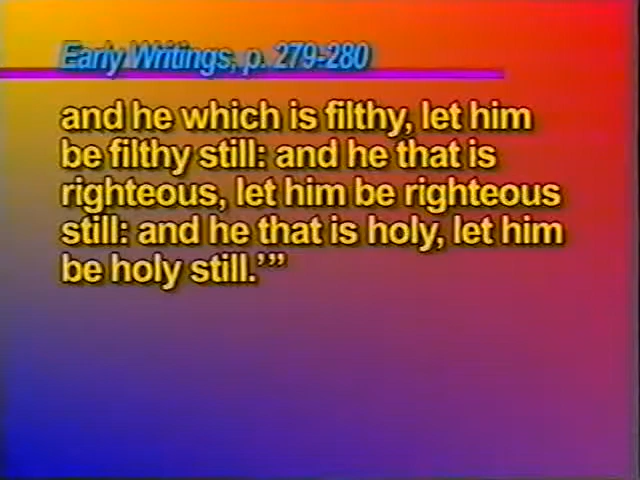 Early Writings, p. 279-280
and he which is filthy, let him
be filthy still: and he that is
righteous, let him be righteous
still: and he that is holy, let him
be holy still.’”